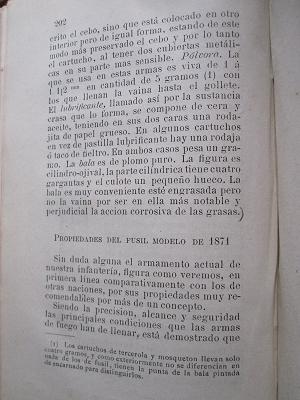 202
crito el cebo, sino que está colocado en otro
interior pero de igual forma, estando de este
modo más preservado el cebo y por lo tanto
el cartucho, al tener dos cubiertas metáli-
cas en su parte mas sensible. Pólvora. La
que se usa en estas armas es viva de 1 á
1 1|2 mm en cantidad de 5 gramos (1) con
los que llenan la vaina hasta el gollete.
El lubrificante, llamado así por la sustancia
crasa que lo forma, se compone de cera y
aceite, teniendo en sus dos caras una roda-
jita de papel grueso. En algunos cartuchos
en vez de pastilla lubrificante hay una rodaja
ó taco de fieltro. En ambos casos pesa un gra-
mo. La bala es de plomo puro. La figura es
cilindro-ojival, la parte cilíndrica tiene cuatro
gargantas y el culote un pequeño hueco. La
bala es muy conveniente esté engrasada pero
no la vaina por ser en ella más notable y
perjudicial la accion corrosiva de las grasas.
PROPIEDADES DEL FUSIL MODELO DE 1871
Sin duda alguna el armamento actual de
nuestra infantería, figura como veremos, en
primera línea comparativamente con los de
otras naciones, por sus propiedades muy re-
comendables por más de un concepto.
Siendo la precision, alcance y seguridad
las principales condiciones que las armas
de fuego han de llenar, está demostrado que
(1) Los cartuchos de tercerola y mosqueton llevan solo
cuatro gramos, y como exteriormente no se diferencian en
nada de los de fusil, tienen la punta de la bala pintada
de encarnado para distinguirlos.